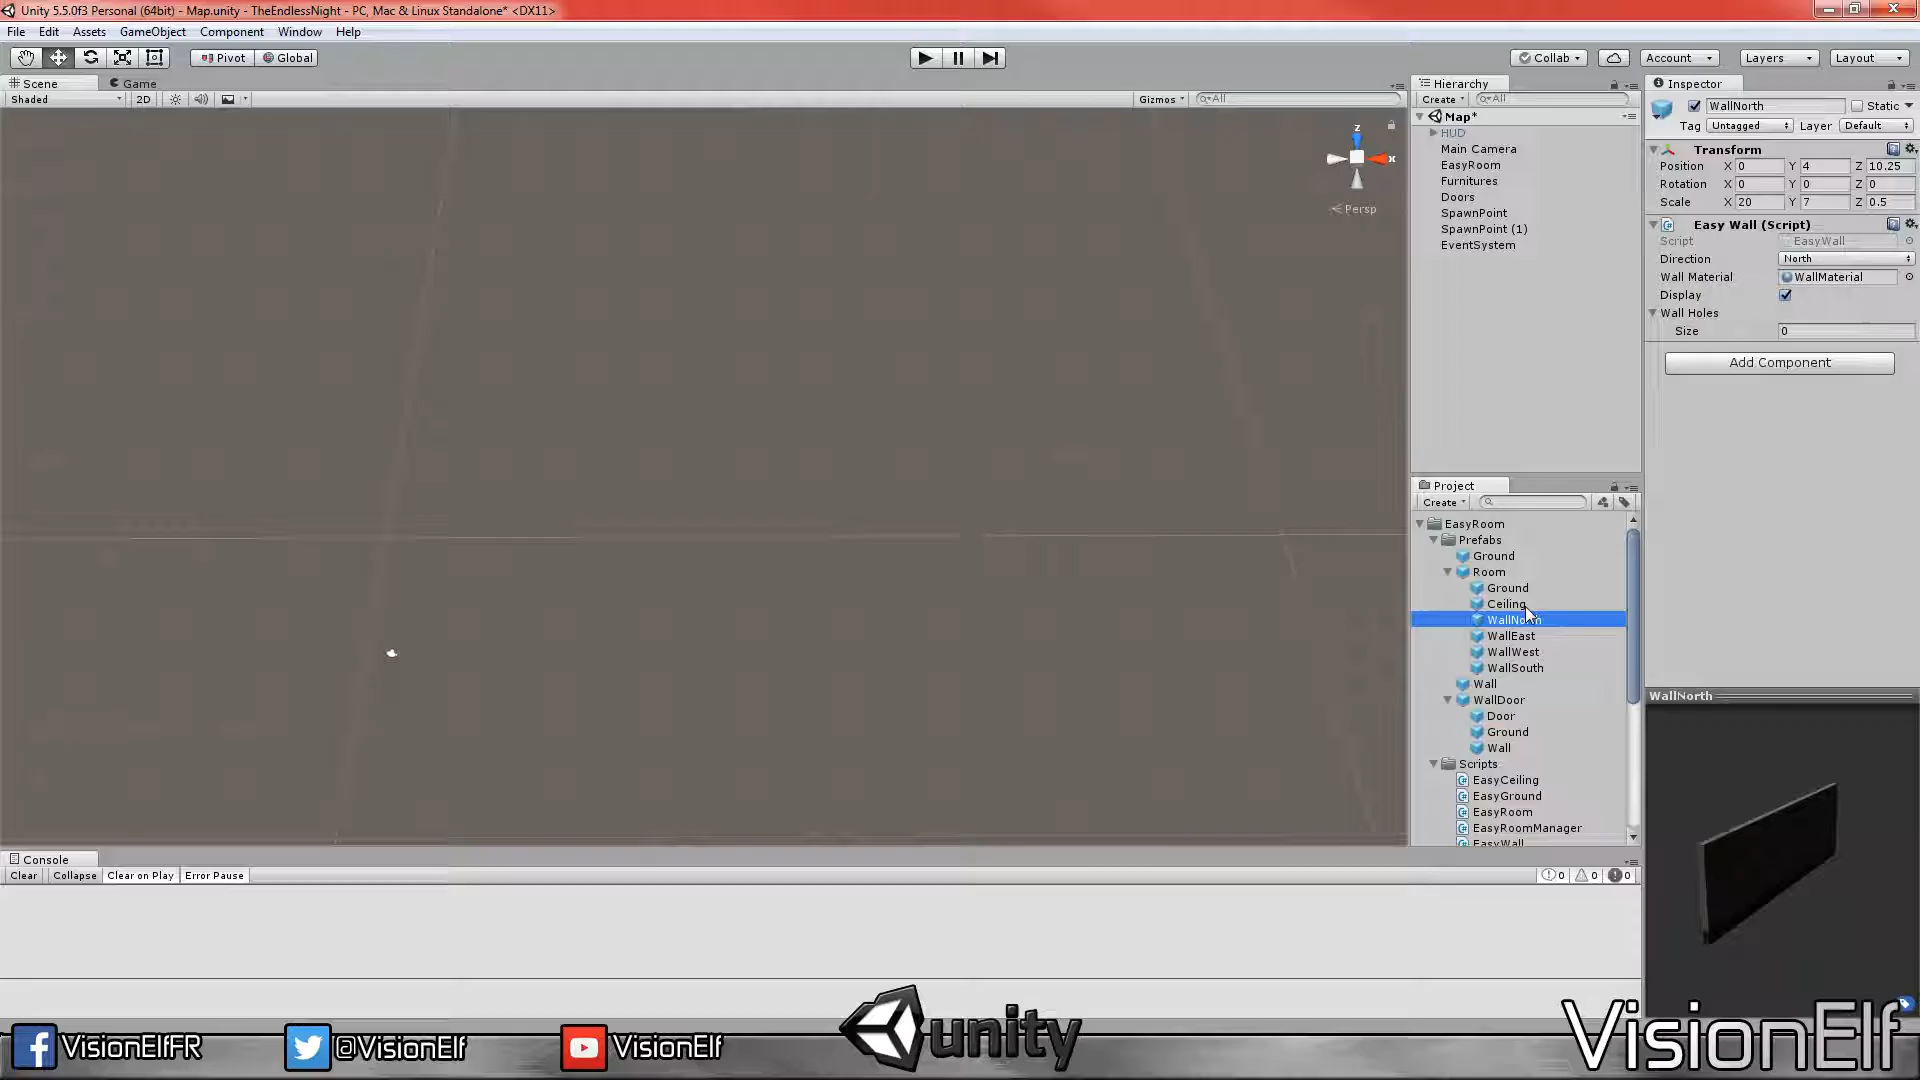 Unity 5.5.0f3 Personal (64bit) - Map.unity - TheEndlessNight - PC, Mac & Linux Standalone* <DX11>
File Edit Assets GameObject Component Window Help
Pivot Global Collab Account Layers Layout
Scene Game
Shaded 2D Gizmos All
z
x
Persp
Hierarchy
Create All
Map*
HUD
Main Camera
EasyRoom
Furnitures
Doors
SpawnPoint
SpawnPoint (1)
EventSystem
Project
Create
EasyRoom
Prefabs
Ground
Room
Ground
Ceiling
WallNorth
WallEast
WallWest
WallSouth
Wall
WallDoor
Door
Ground
Wall
Scripts
EasyCeiling
EasyGround
EasyRoom
EasyRoomManager
EasyWall
Inspector
WallNorth Static
Tag Untagged Layer Default
Transform
Position X 0 Y 4 Z 10.25
Rotation X 0 Y 0 Z 0
Scale X 20 Y 7 Z 0.5
Easy Wall (Script)
Script EasyWall
Direction North
Wall Material WallMaterial
Display
Wall Holes
Size 0
Add Component
WallNorth
Console
Clear Collapse Clear on Play Error Pause 0 0 0
VisionElfFR @VisionElf VisionElf unity VisionElf